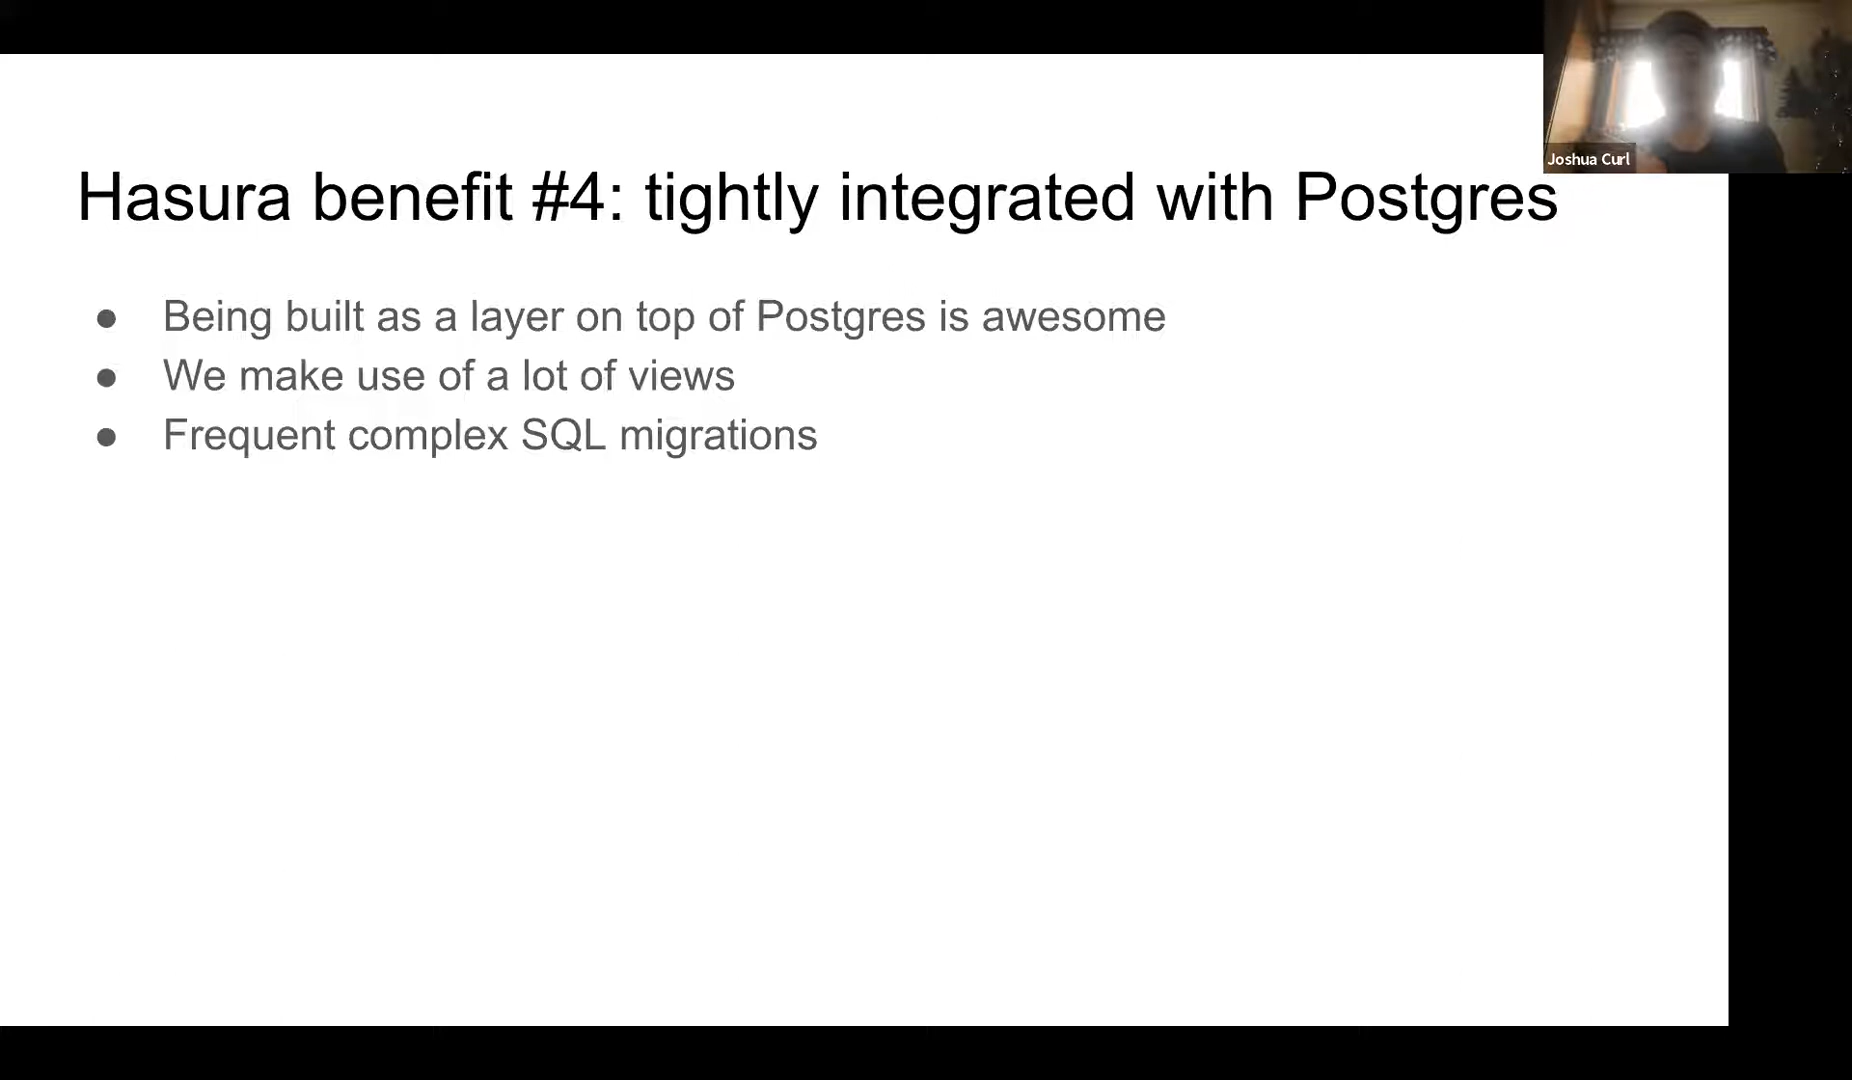 Joshua Curl
Hasura benefit #4: tightly integrated with Postgres
● Being built as a layer on top of Postgres is awesome
● We make use of a lot of views
● Frequent complex SQL migrations